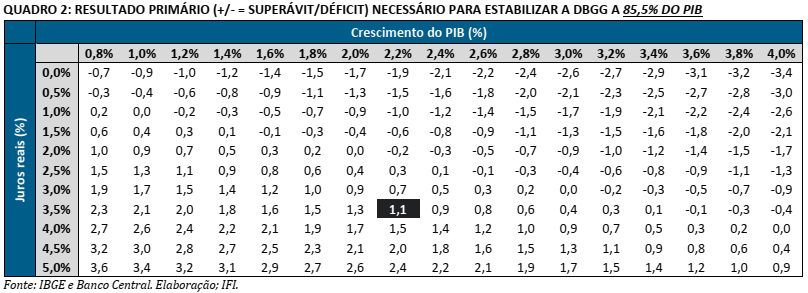 QUADRO 2: RESULTADO PRIMÁRIO (+/- = SUPERÁVIT/DÉFICIT) NECESSÁRIO PARA ESTABILIZAR A DBGG A 85,5% DO PIB
Crescimento do PIB (%)
0,8% 1,0% 1,2% 1,4% 1,6% 1,8% 2,0% 2,2% 2,4% 2,6% 2,8% 3,0% 3,2% 3,4% 3,6% 3,8% 4,0%
Juros reais (%)
0,0% -0,7 -0,9 -1,0 -1,2 -1,4 -1,5 -1,7 -1,9 -2,1 -2,2 -2,4 -2,6 -2,7 -2,9 -3,1 -3,2 -3,4
0,5% -0,3 -0,4 -0,6 -0,8 -0,9 -1,1 -1,3 -1,5 -1,6 -1,8 -2,0 -2,1 -2,3 -2,5 -2,7 -2,8 -3,0
1,0% 0,2 0,0 -0,2 -0,3 -0,5 -0,7 -0,9 -1,0 -1,2 -1,4 -1,5 -1,7 -1,9 -2,1 -2,2 -2,4 -2,6
1,5% 0,6 0,4 0,3 0,1 -0,1 -0,3 -0,4 -0,6 -0,8 -0,9 -1,1 -1,3 -1,5 -1,6 -1,8 -2,0 -2,1
2,0% 1,0 0,9 0,7 0,5 0,3 0,2 0,0 -0,2 -0,3 -0,5 -0,7 -0,9 -1,0 -1,2 -1,4 -1,5 -1,7
2,5% 1,5 1,3 1,1 0,9 0,8 0,6 0,4 0,3 0,1 -0,1 -0,3 -0,4 -0,6 -0,8 -0,9 -1,1 -1,3
3,0% 1,9 1,7 1,5 1,4 1,2 1,0 0,9 0,7 0,5 0,3 0,2 0,0 -0,2 -0,3 -0,5 -0,7 -0,9
3,5% 2,3 2,1 2,0 1,8 1,6 1,5 1,3 1,1 0,9 0,8 0,6 0,4 0,3 0,1 -0,1 -0,3 -0,4
4,0% 2,7 2,6 2,4 2,2 2,1 1,9 1,7 1,5 1,4 1,2 1,0 0,9 0,7 0,5 0,3 0,2 0,0
4,5% 3,2 3,0 2,8 2,7 2,5 2,3 2,1 2,0 1,8 1,6 1,5 1,3 1,1 0,9 0,8 0,6 0,4
5,0% 3,6 3,4 3,2 3,1 2,9 2,7 2,6 2,4 2,2 2,1 1,9 1,7 1,5 1,4 1,2 1,0 0,9
Fonte: IBGE e Banco Central. Elaboração; IFI.